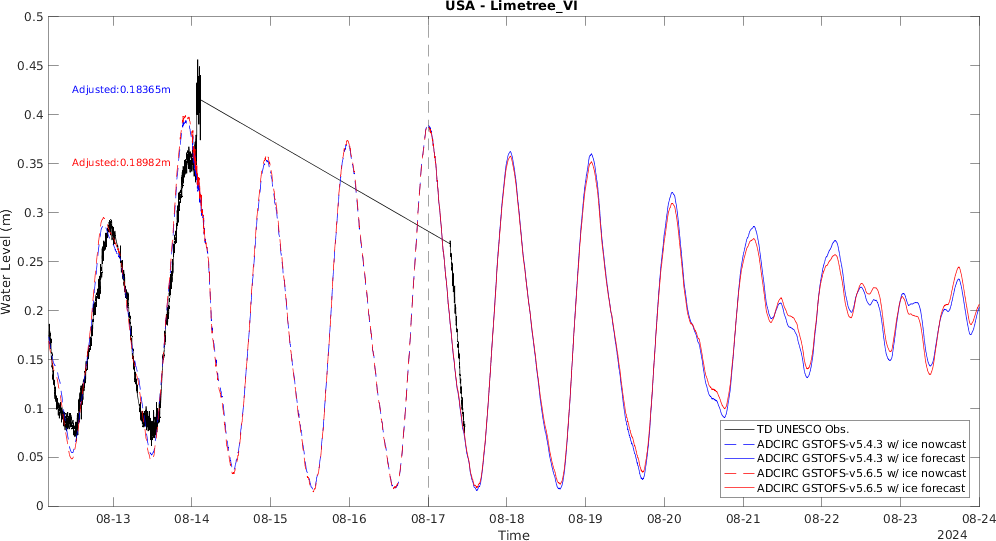 USA - Limetree_VI
0.5
0.45
0.4
0.35
0.3
0.25
0.2
0.15
0.1
0.05
0
Water Level (m)
Adjusted:0.18365m
Adjusted:0.18982m
TD UNESCO Obs.
ADCIRC GSTOFS-v5.4.3 w/ ice nowcast
ADCIRC GSTOFS-v5.4.3 w/ ice forecast
ADCIRC GSTOFS-v5.6.5 w/ ice nowcast
ADCIRC GSTOFS-v5.6.5 w/ ice forecast
08-13 08-14 08-15 08-16 08-17 08-18 08-19 08-20 08-21 08-22 08-23 08-24
Time
2024